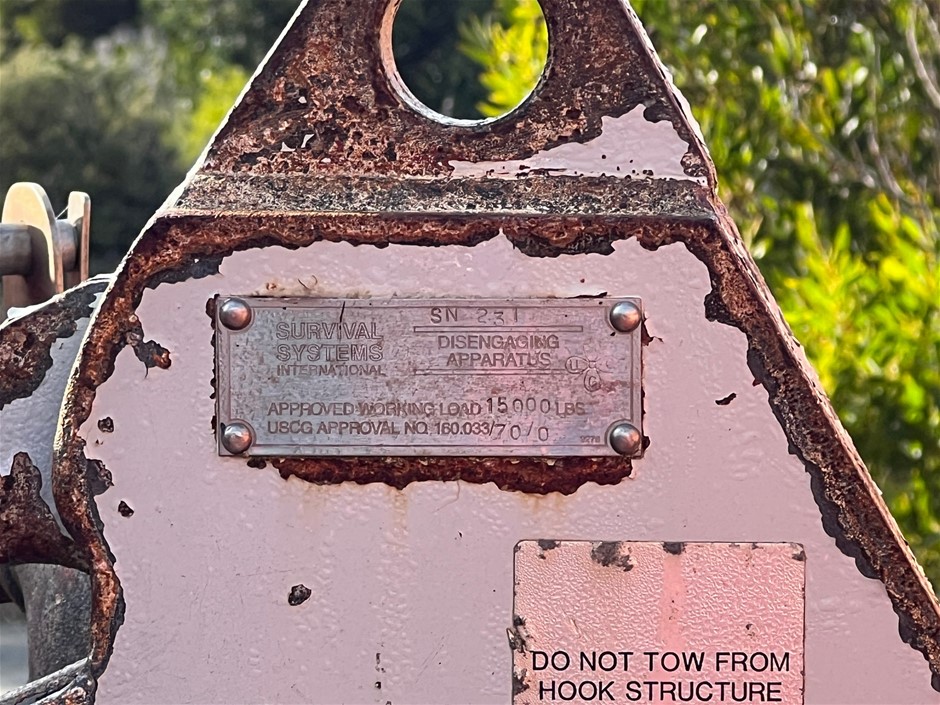 SN 231
SURVIVAL
SYSTEMS
INTERNATIONAL
DISENGAGING
APPARATUS
APPROVED WORKING LOAD 15000 LBS.
USCG APPROVAL NO. 160.033/70/0
DO NOT TOW FROM
HOOK STRUCTURE